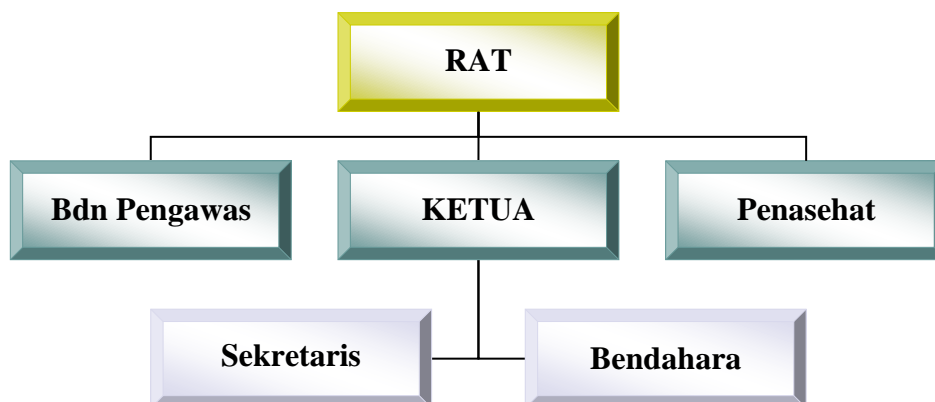 RAT
Bdn Pengawas
KETUA
Penasehat
Sekretaris
Bendahara